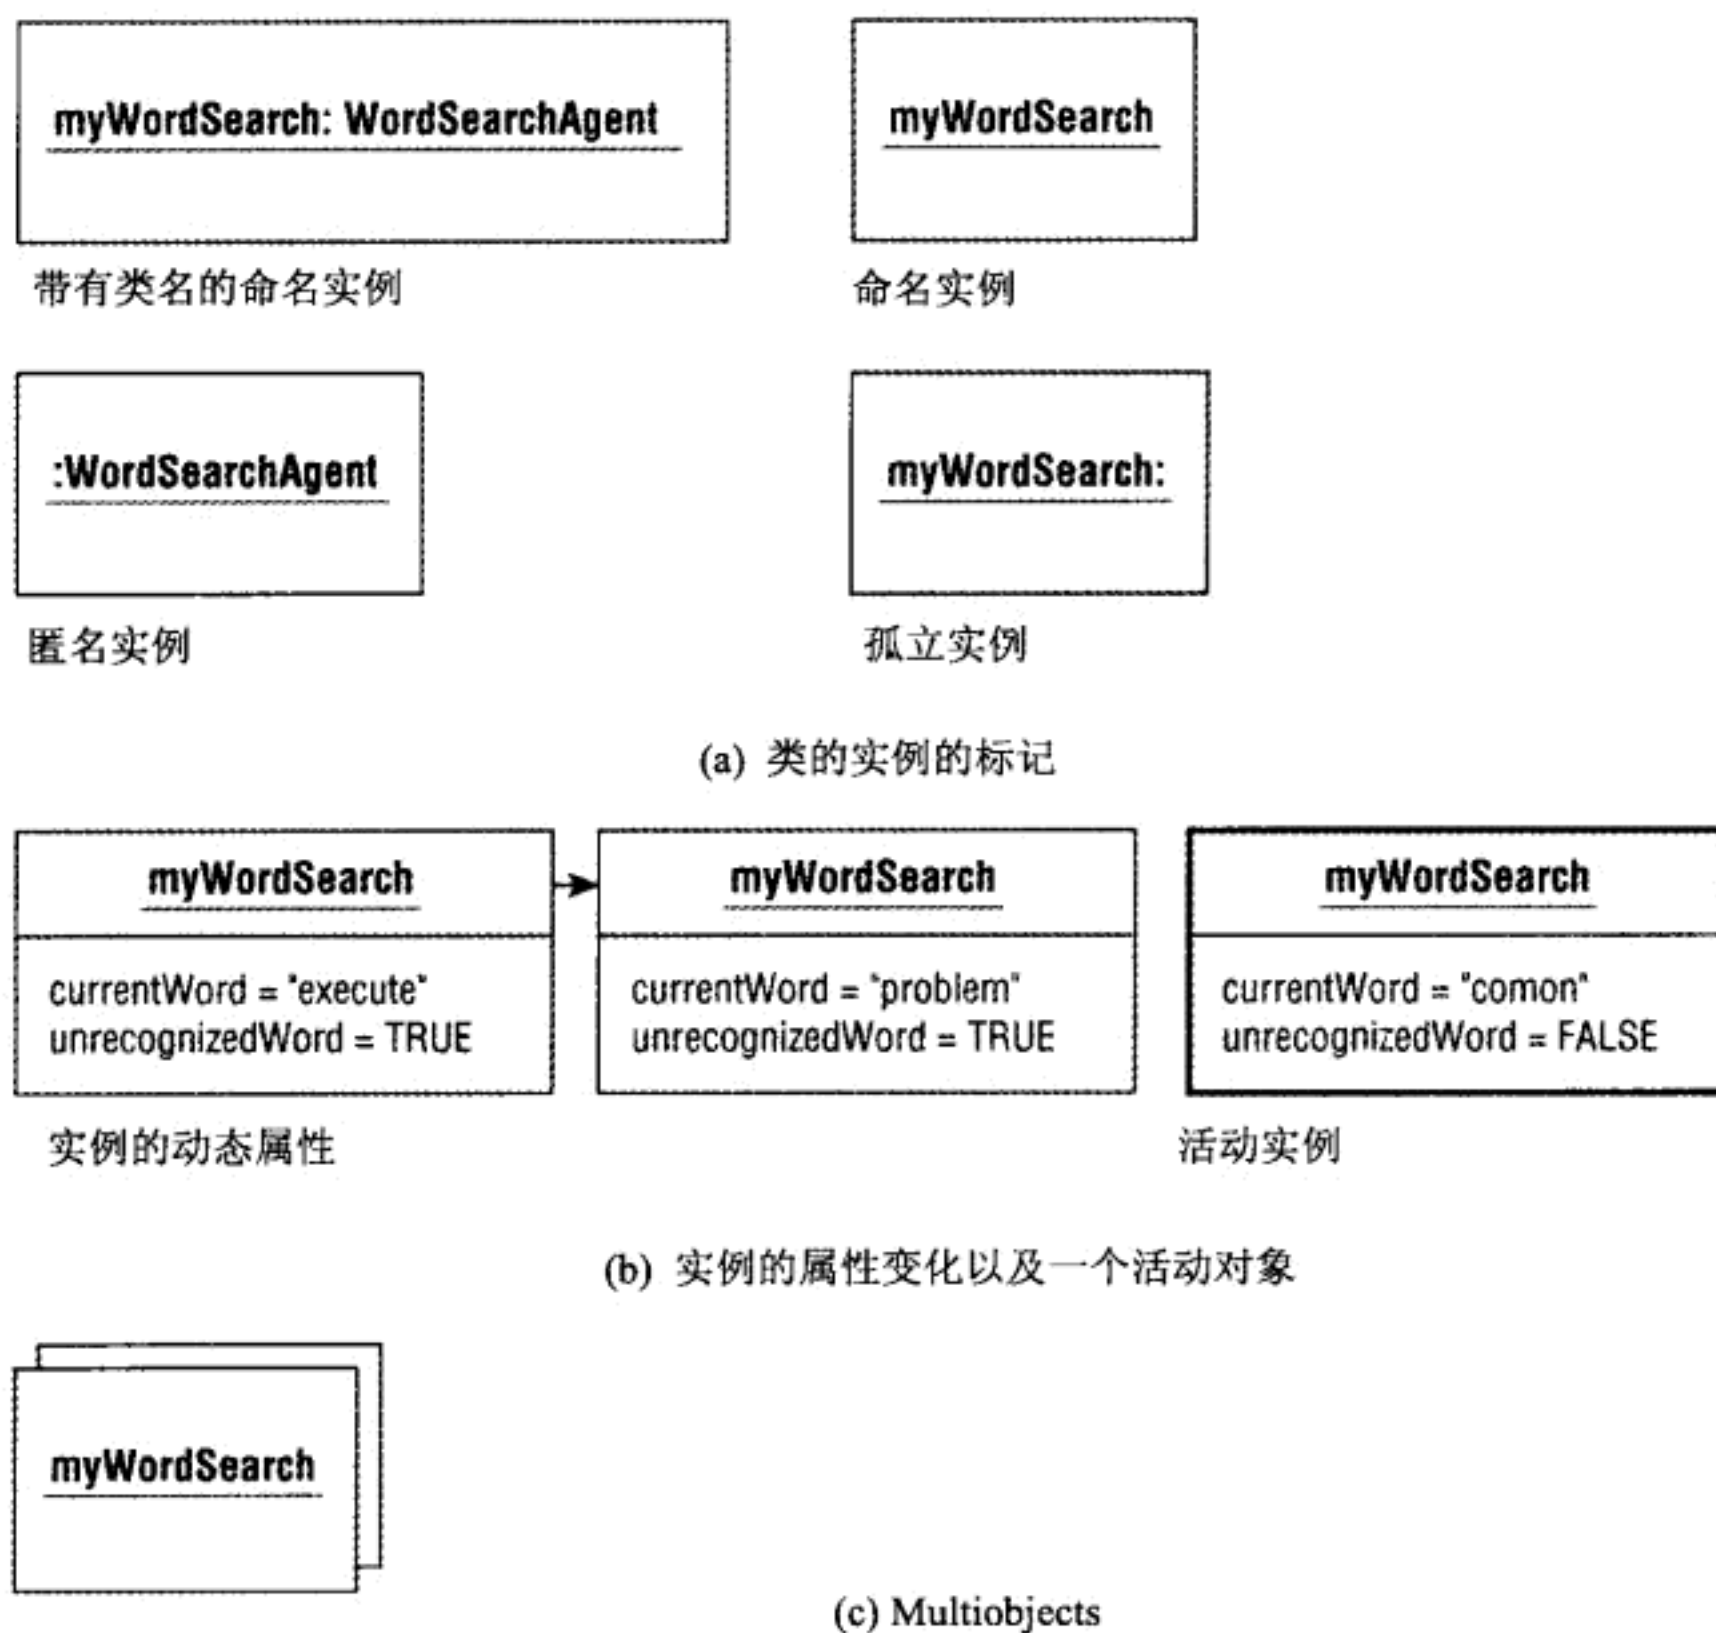 myWordSearch: WordSearchAgent
myWordSearch
带有类名的命名实例
命名实例
:WordSearchAgent
myWordSearch:
匿名实例
孤立实例
(a) 类的实例的标记
myWordSearch
myWordSearch
myWordSearch
currentWord = "execute"
unrecognizedWord = TRUE
currentWord = "problem"
unrecognizedWord = TRUE
currentWord = "comon"
unrecognizedWord = FALSE
实例的动态属性
活动实例
(b) 实例的属性变化以及一个活动对象
myWordSearch
(c) Multiobjects